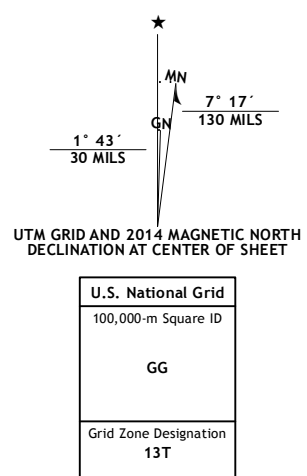 ★
MN
7° 17´
130 MILS
GN
1° 43´
30 MILS
UTM GRID AND 2014 MAGNETIC NORTH
DECLINATION AT CENTER OF SHEET
U.S. National Grid
100,000-m Square ID
GG
Grid Zone Designation
13T